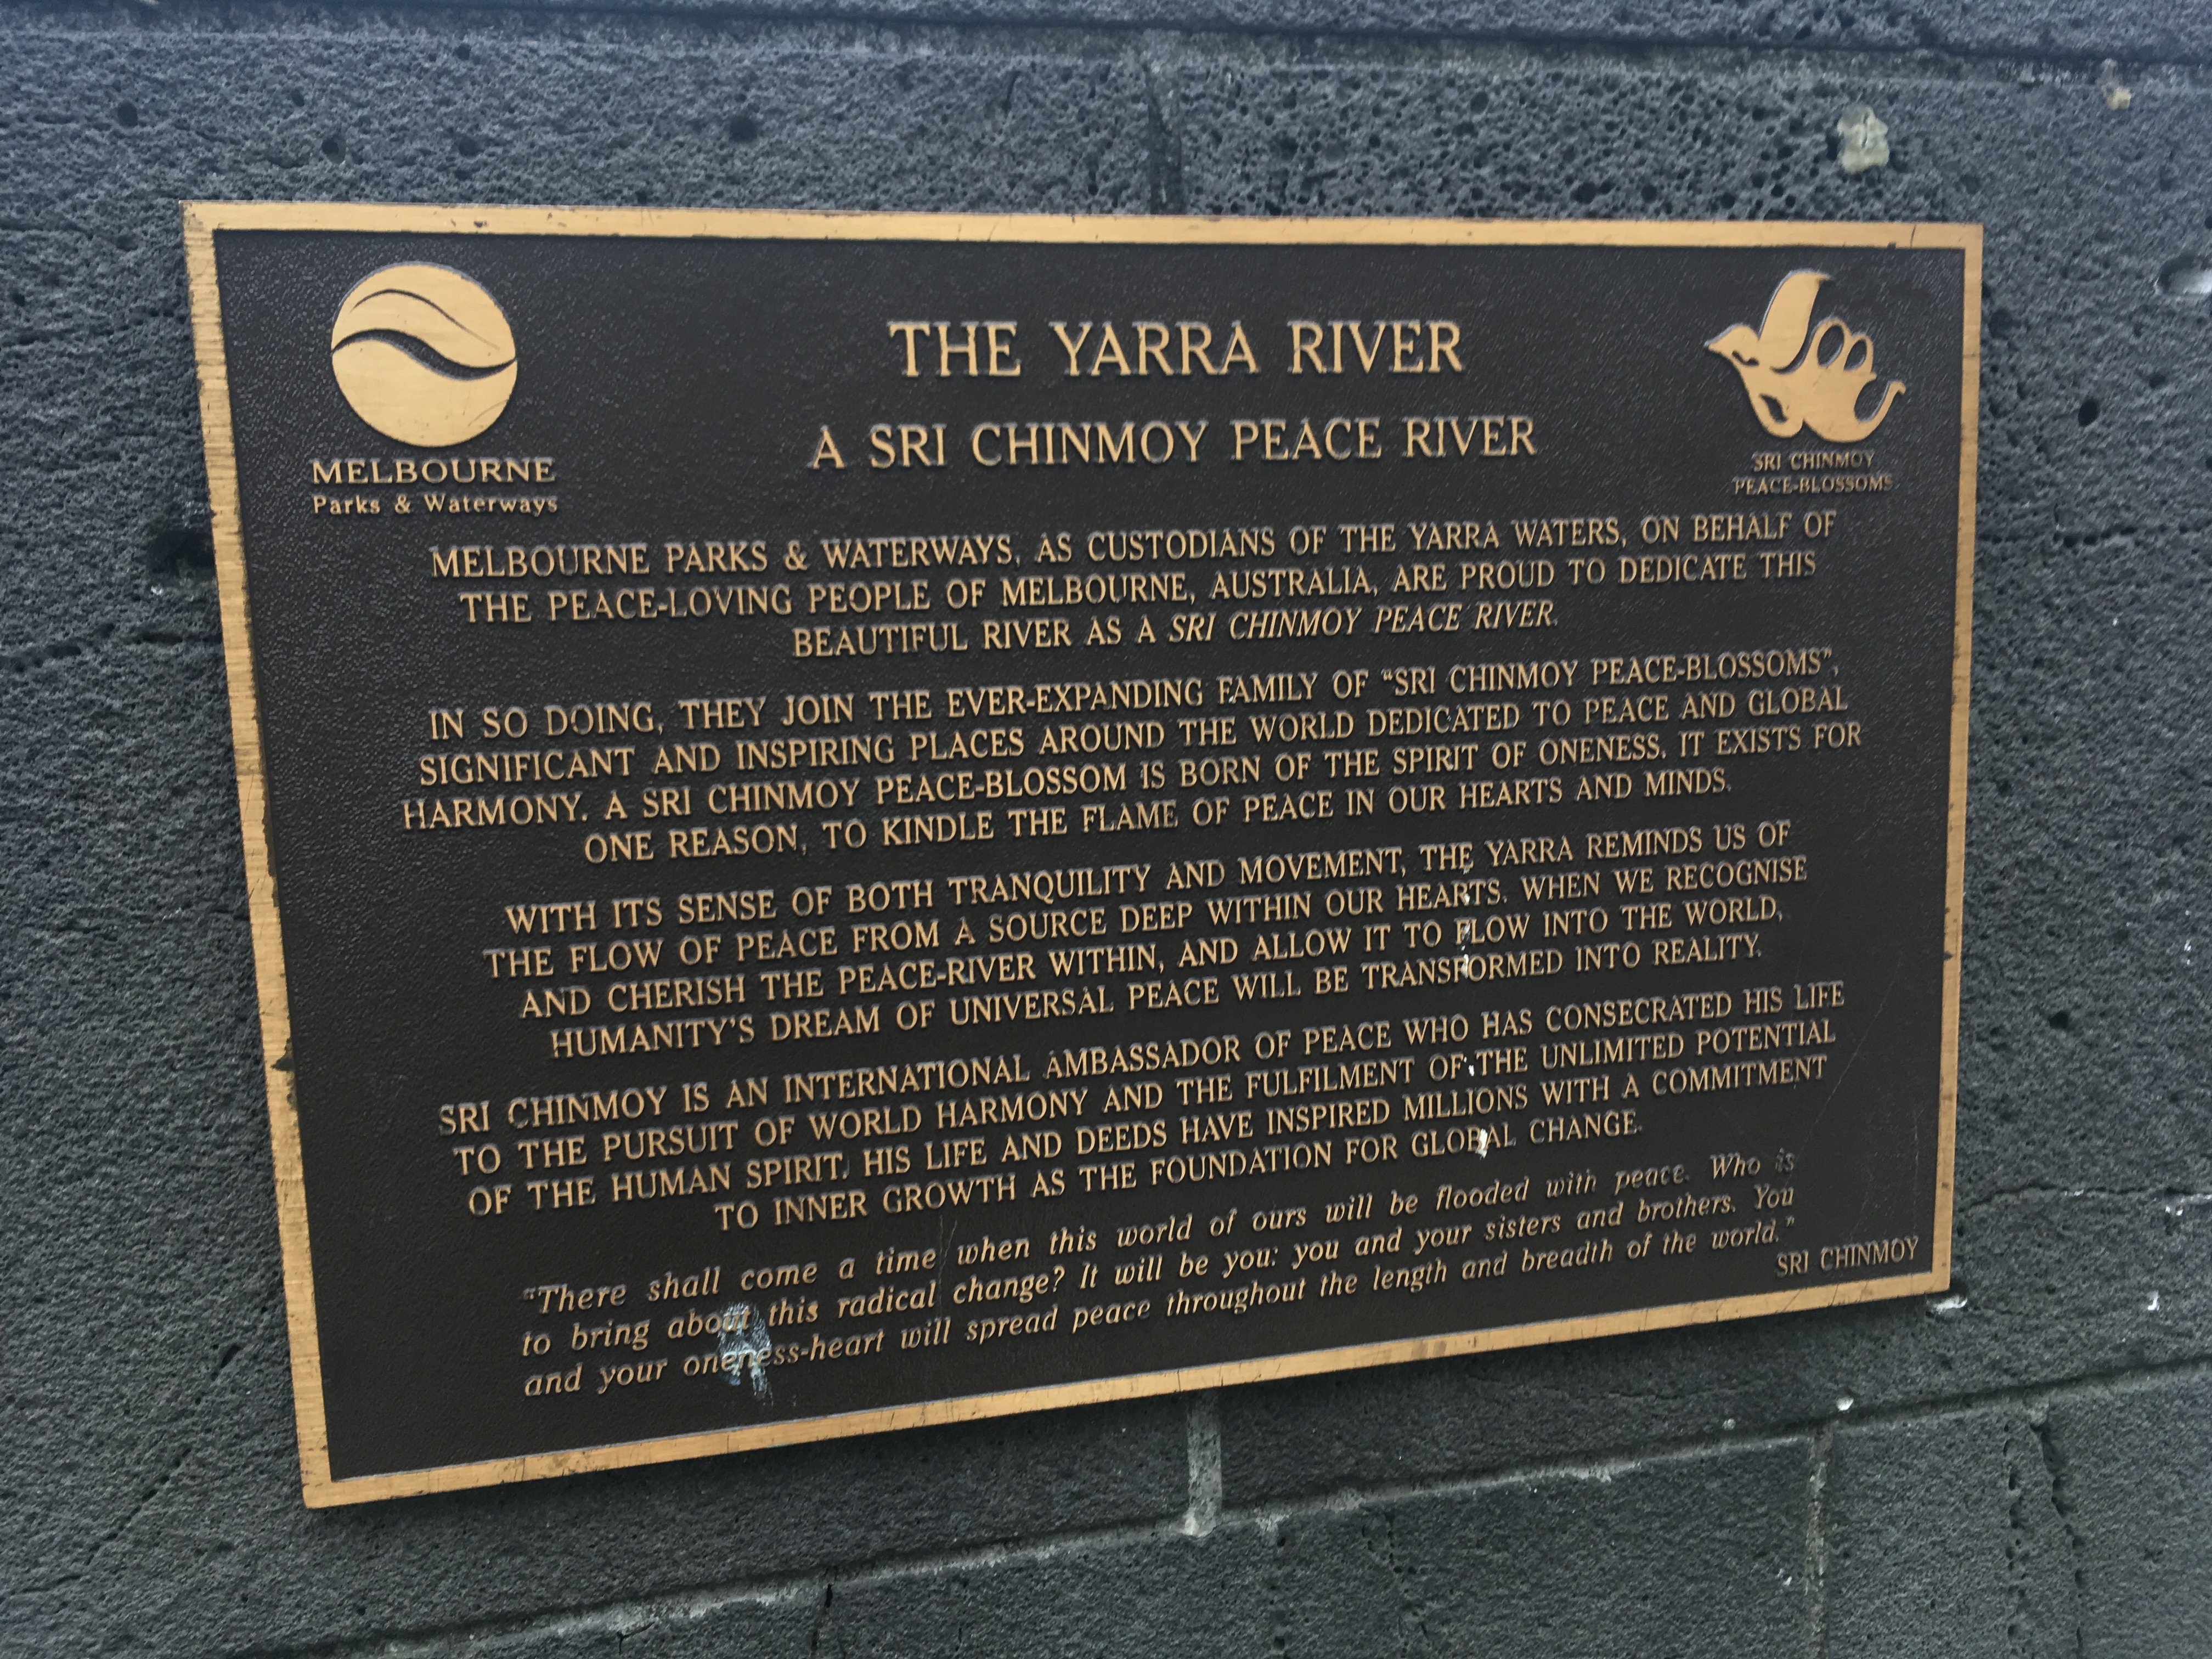 MELBOURNE
Parks & Waterways
THE YARRA RIVER
A SRI CHINMOY PEACE RIVER
SRI CHINMOY
PEACE-BLOSSOMS
MELBOURNE PARKS & WATERWAYS, AS CUSTODIANS OF THE YARRA WATERS, ON BEHALF OF
THE PEACE-LOVING PEOPLE OF MELBOURNE, AUSTRALIA, ARE PROUD TO DEDICATE THIS
BEAUTIFUL RIVER AS A SRI CHINMOY PEACE RIVER.
IN SO DOING, THEY JOIN THE EVER-EXPANDING FAMILY OF “SRI CHINMOY PEACE-BLOSSOMS”,
SIGNIFICANT AND INSPIRING PLACES AROUND THE WORLD DEDICATED TO PEACE AND GLOBAL
HARMONY. A SRI CHINMOY PEACE-BLOSSOM IS BORN OF THE SPIRIT OF ONENESS. IT EXISTS FOR
ONE REASON, TO KINDLE THE FLAME OF PEACE IN OUR HEARTS AND MINDS.
WITH ITS SENSE OF BOTH TRANQUILITY AND MOVEMENT, THE YARRA REMINDS US OF
THE FLOW OF PEACE FROM A SOURCE DEEP WITHIN OUR HEARTS. WHEN WE RECOGNISE
AND CHERISH THE PEACE-RIVER WITHIN, AND ALLOW IT TO FLOW INTO THE WORLD,
HUMANITY’S DREAM OF UNIVERSAL PEACE WILL BE TRANSFORMED INTO REALITY.
SRI CHINMOY IS AN INTERNATIONAL AMBASSADOR OF PEACE WHO HAS CONSECRATED HIS LIFE
TO THE PURSUIT OF WORLD HARMONY AND THE FULFILMENT OF THE UNLIMITED POTENTIAL
OF THE HUMAN SPIRIT. HIS LIFE AND DEEDS HAVE INSPIRED MILLIONS WITH A COMMITMENT
TO INNER GROWTH AS THE FOUNDATION FOR GLOBAL CHANGE.
“There shall come a time when this world of ours will be flooded with peace. Who is
to bring about this radical change? It will be you: you and your sisters and brothers. You
and your oneness-heart will spread peace throughout the length and breadth of the world.”
SRI CHINMOY